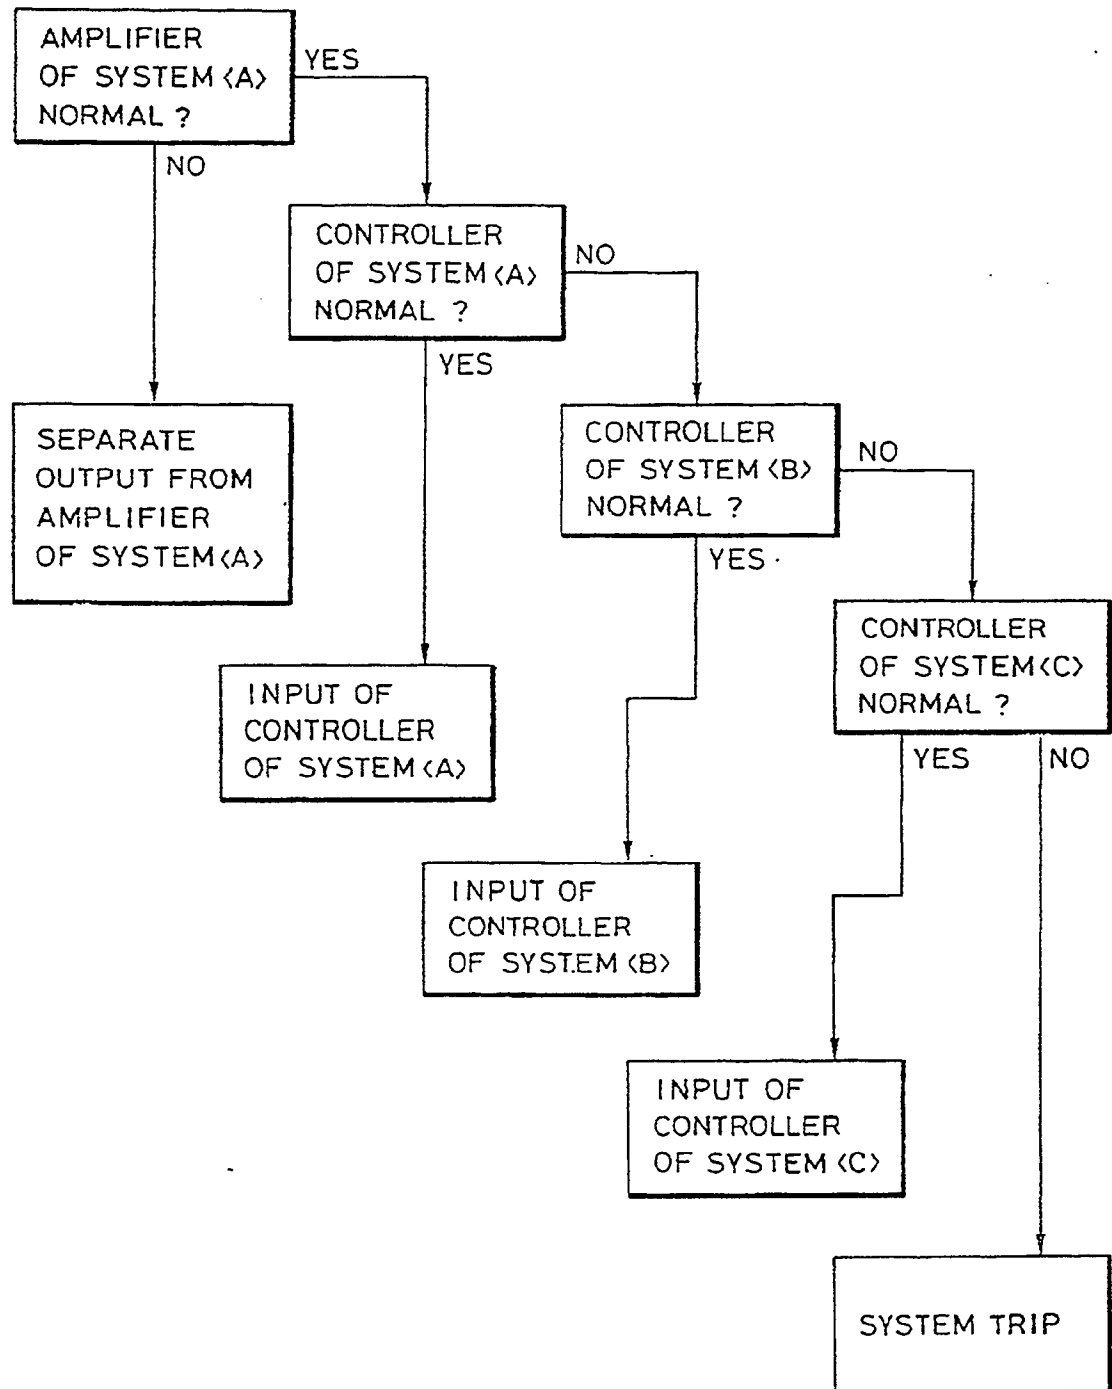 AMPLIFIER
OF SYSTEM <A>
NORMAL ?
YES
NO
CONTROLLER
OF SYSTEM <A>
NORMAL ?
NO
YES
SEPARATE
OUTPUT FROM
AMPLIFIER
OF SYSTEM <A>
CONTROLLER
OF SYSTEM <B>
NORMAL ?
NO
YES
CONTROLLER
OF SYSTEM <C>
NORMAL ?
YES
NO
INPUT OF
CONTROLLER
OF SYSTEM <A>
INPUT OF
CONTROLLER
OF SYSTEM <B>
INPUT OF
CONTROLLER
OF SYSTEM <C>
SYSTEM TRIP